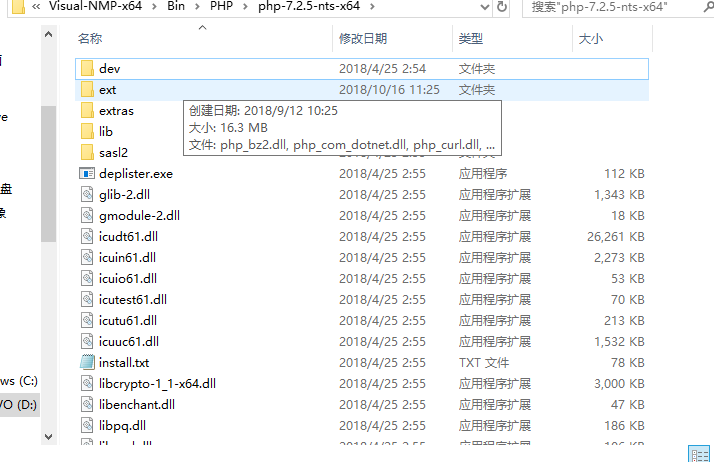 « Visual-NMP-x64 › Bin › PHP › php-7.2.5-nts-x64 ›
搜索"php-7.2.5-nts-x64"
名称 修改日期 类型 大小
dev 2018/4/25 2:54 文件夹
ext 2018/10/16 11:25 文件夹
extras
创建日期: 2018/9/12 10:25
lib
大小: 16.3 MB
文件: php_bz2.dll, php_com_dotnet.dll, php_curl.dll, ...
sasl2
deplister.exe 2018/4/25 2:55 应用程序 112 KB
glib-2.dll 2018/4/25 2:55 应用程序扩展 1,343 KB
gmodule-2.dll 2018/4/25 2:55 应用程序扩展 18 KB
盘
icudt61.dll 2018/4/25 2:55 应用程序扩展 26,261 KB
象
icuin61.dll 2018/4/25 2:55 应用程序扩展 2,273 KB
icuio61.dll 2018/4/25 2:55 应用程序扩展 53 KB
icutest61.dll 2018/4/25 2:55 应用程序扩展 70 KB
icutu61.dll 2018/4/25 2:55 应用程序扩展 213 KB
icuuc61.dll 2018/4/25 2:55 应用程序扩展 1,532 KB
install.txt 2018/4/25 2:55 TXT 文件 78 KB
ws (C:)
libcrypto-1_1-x64.dll 2018/4/25 2:55 应用程序扩展 3,000 KB
VO (D:)
libenchant.dll 2018/4/25 2:55 应用程序扩展 47 KB
libpq.dll 2018/4/25 2:55 应用程序扩展 186 KB